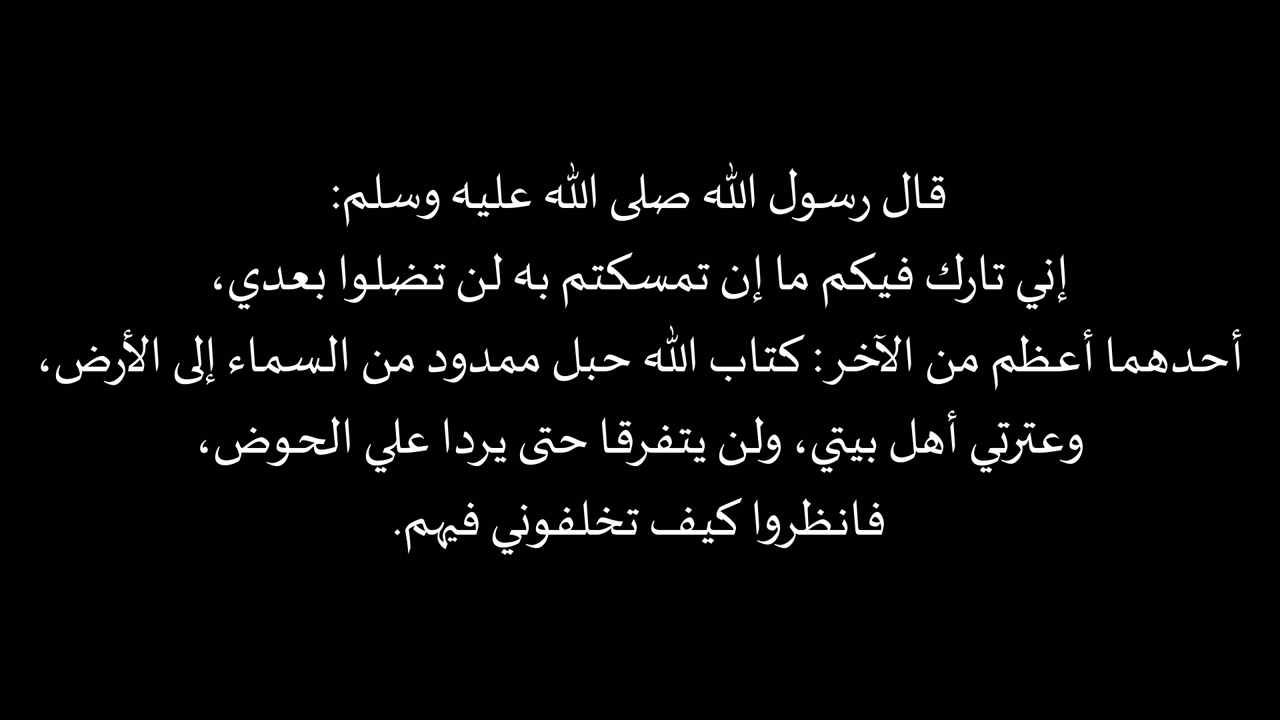 قال رسول الله صلى الله عليه وسلم:
إني تارك فيكم ما إن تمسكتم به لن تضلوا بعدي،
أحدهما أعظم من الآخر: كتاب الله حبل ممدود من السماء إلى الأرض،
وعترتي أهل بيتي، ولن يتفرقا حتى يردا علي الحوض،
فانظروا كيف تخلفوني فيهم.